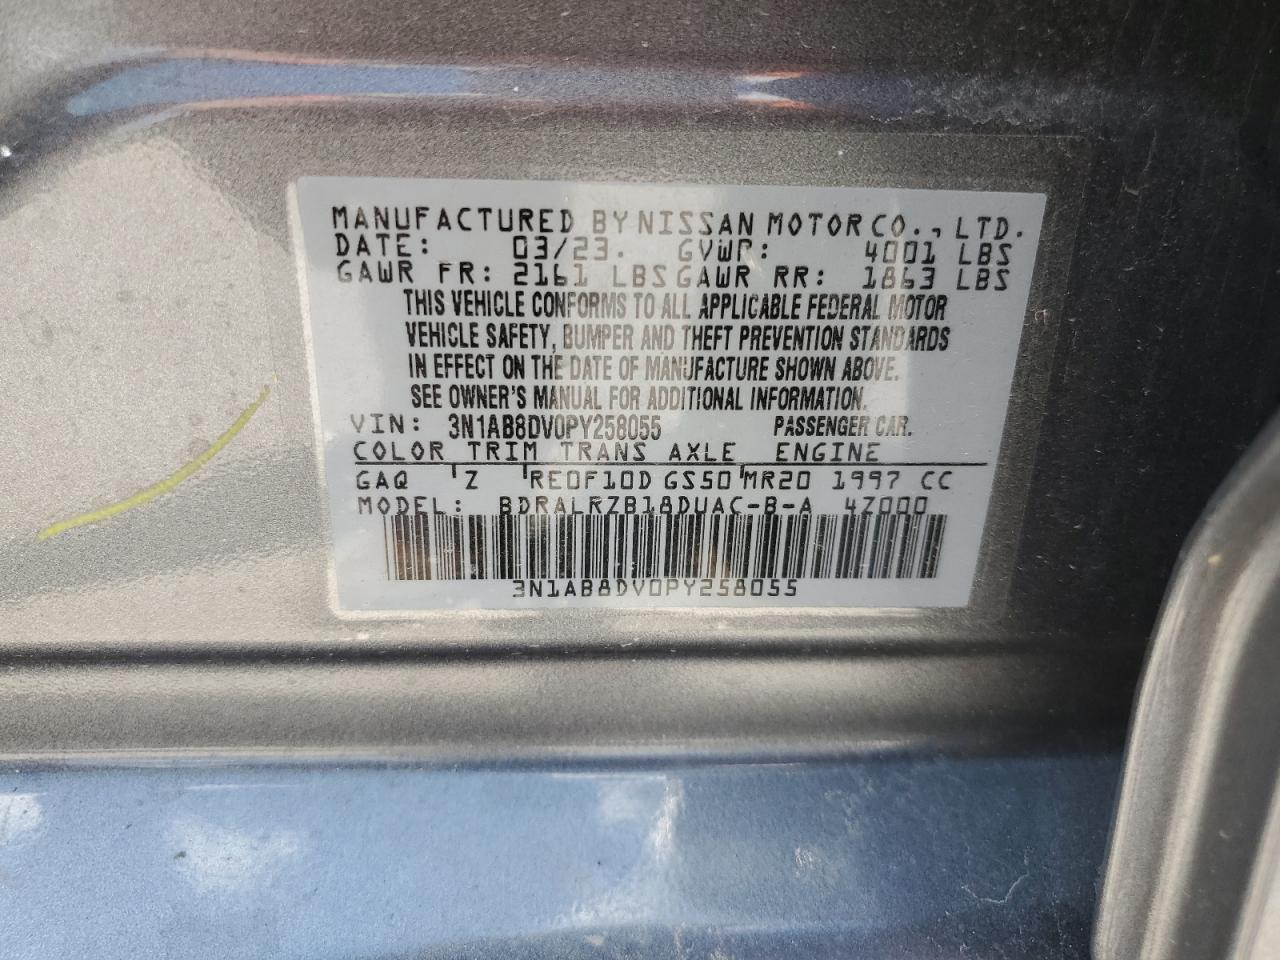 MANUFACTURED BY NISSAN MOTOR CO., LTD.
DATE: 03/23. GVWR: 4001 LBS
GAWR FR: 2161 LBS GAWR RR: 1863 LBS
THIS VEHICLE CONFORMS TO ALL APPLICABLE FEDERAL MOTOR
VEHICLE SAFETY, BUMPER AND THEFT PREVENTION STANDARDS
IN EFFECT ON THE DATE OF MANUFACTURE SHOWN ABOVE.
SEE OWNER'S MANUAL FOR ADDITIONAL INFORMATION.
VIN: 3N1AB8DV0PY258055 PASSENGER CAR.
COLOR TRIM TRANS AXLE ENGINE
GAQ Z RE0F10D GS50 MR20 1997 CC
MODEL: BDRALRZB18DUAC-B-A 4Z000
3N1AB8DV0PY258055